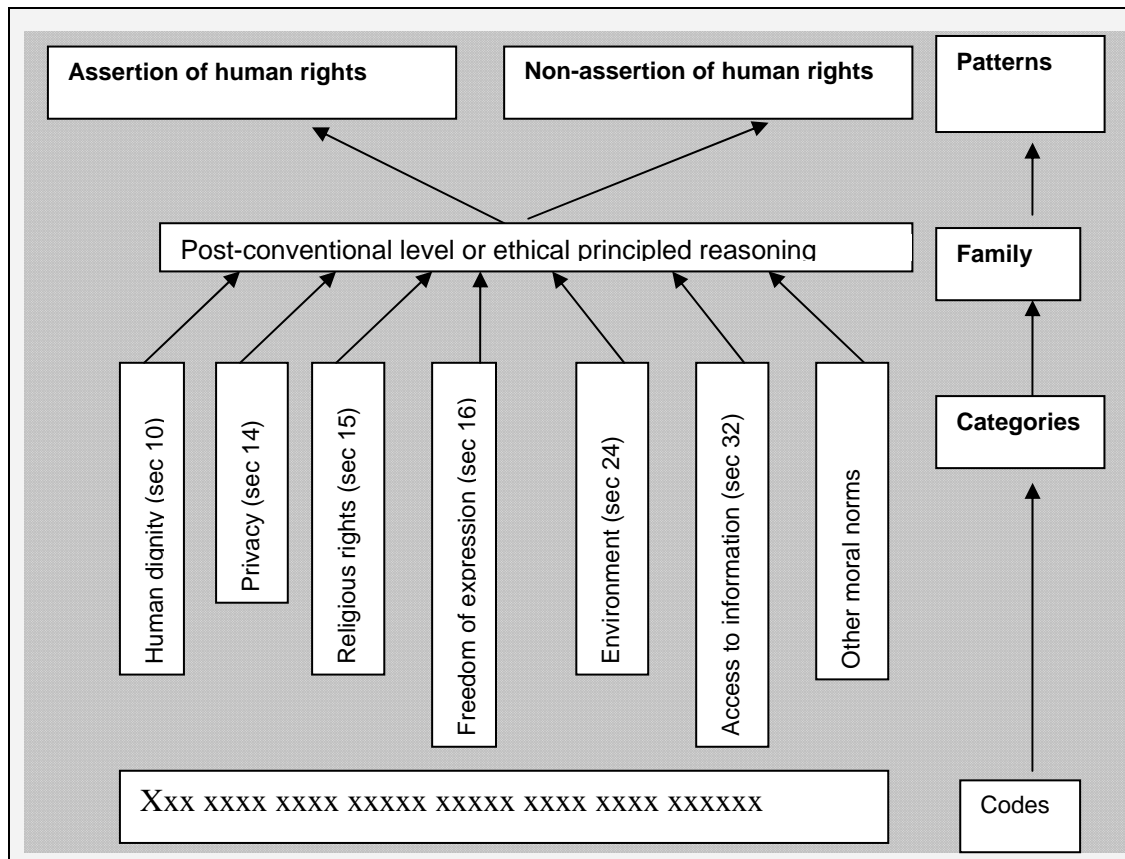 Assertion of human rights
Non-assertion of human rights
Patterns
Post-conventional level or ethical principled reasoning
Family
Human dignity (sec 10)
Privacy (sec 14)
Religious rights (sec 15)
Freedom of expression (sec 16)
Environment (sec 24)
Access to information (sec 32)
Other moral norms
Categories
Xxx xxxx xxxx xxxxx xxxxx xxxx xxxx xxxxxx
Codes